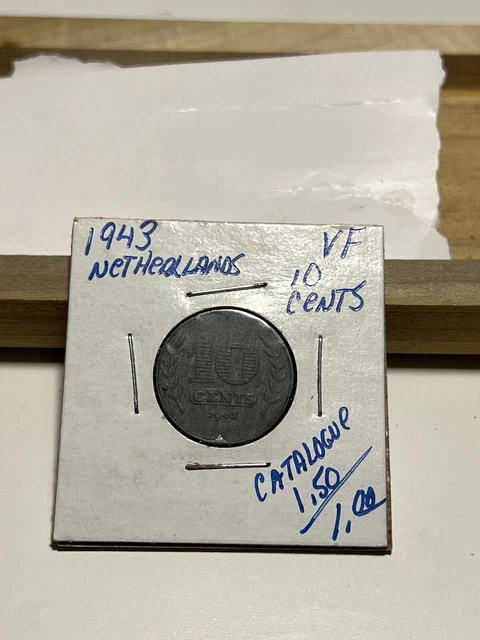 1943
NETHERLANDS
VF
10
CENTS
10
CENTS
CATALOGUE
1.50/
1.00